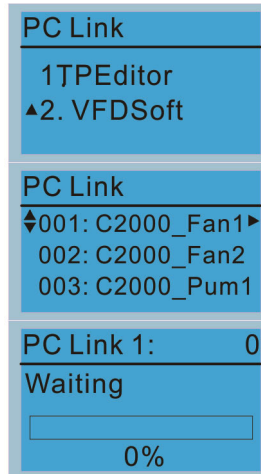 PC Link
1.TPEditor
▲2. VFDSoft
PC Link
001: C2000_Fan1
002: C2000_Fan2
003: C2000_Pum1
PC Link 1: 0
Waiting
0%